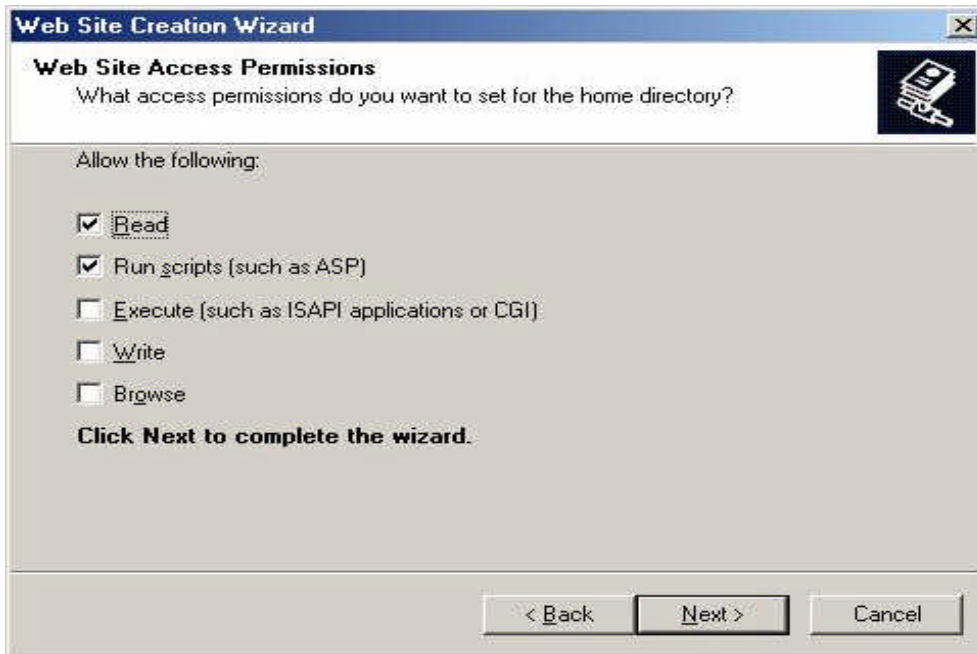 Web Site Creation Wizard
Web Site Access Permissions
What access permissions do you want to set for the home directory?
Allow the following:
Read
Run scripts (such as ASP)
Execute (such as ISAPI applications or CGI)
Write
Browse
Click Next to complete the wizard.
< Back Next > Cancel